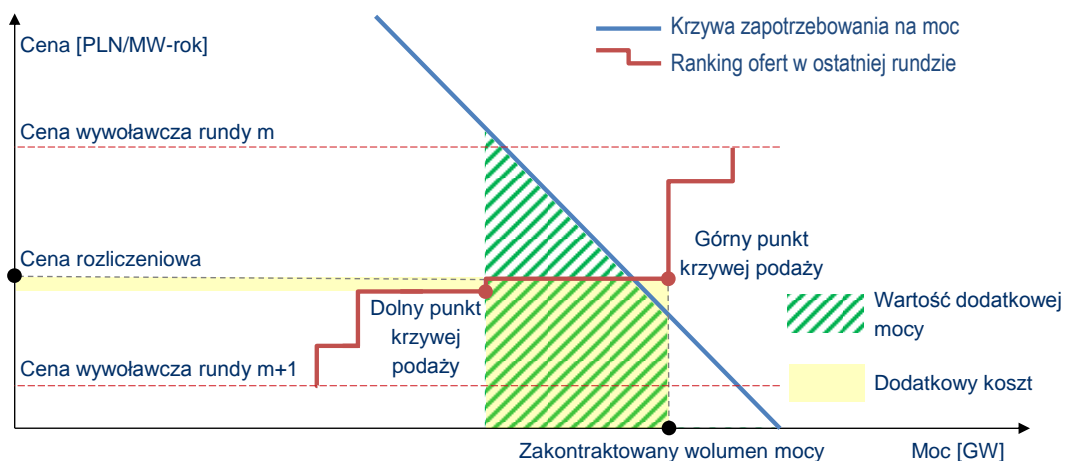 Cena [PLN/MW-rok]
Krzywa zapotrzebowania na moc
Ranking ofert w ostatniej rundzie
Cena wywoławcza rundy m
Cena rozliczeniowa
Górny punkt
krzywej podaży
Dolny punkt
krzywej
podaży
Wartość dodatkowej
mocy
Cena wywoławcza rundy m+1
Dodatkowy koszt
Zakontraktowany wolumen mocy
Moc [GW]